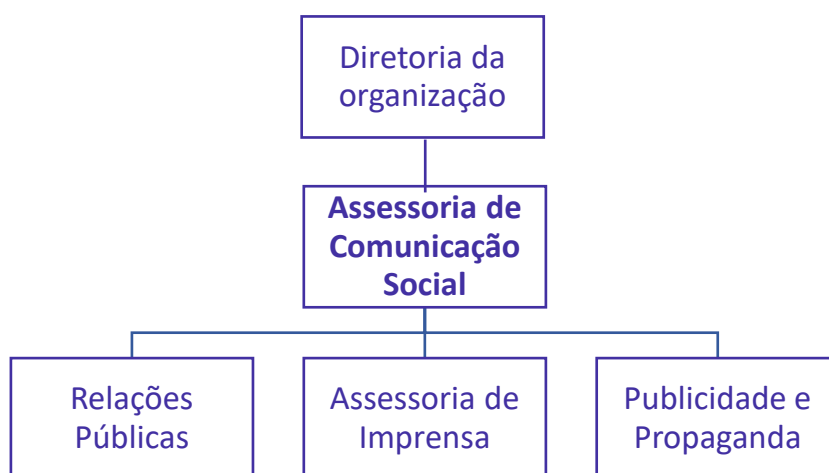 Diretoria da
organização
Assessoria de
Comunicação
Social
Relações
Públicas
Assessoria de
Imprensa
Publicidade e
Propaganda